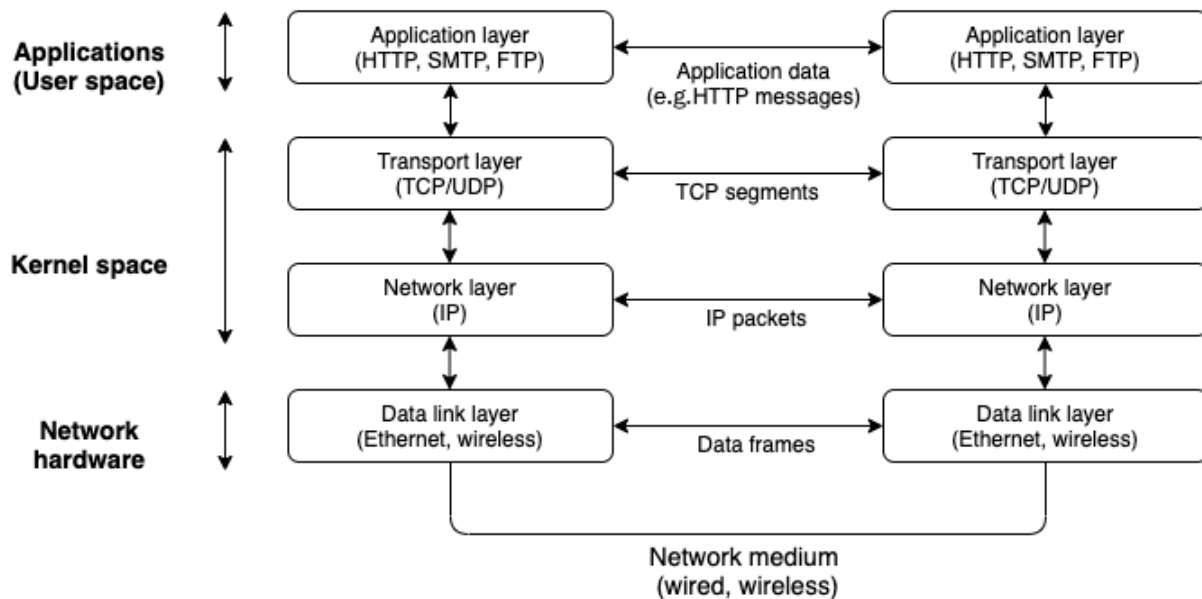 Applications
(User space)
Application layer
(HTTP, SMTP, FTP)
Application data
(e.g.HTTP messages)
Application layer
(HTTP, SMTP, FTP)
Kernel space
Transport layer
(TCP/UDP)
TCP segments
Transport layer
(TCP/UDP)
Network layer
(IP)
IP packets
Network layer
(IP)
Network
hardware
Data link layer
(Ethernet, wireless)
Data frames
Data link layer
(Ethernet, wireless)
Network medium
(wired, wireless)